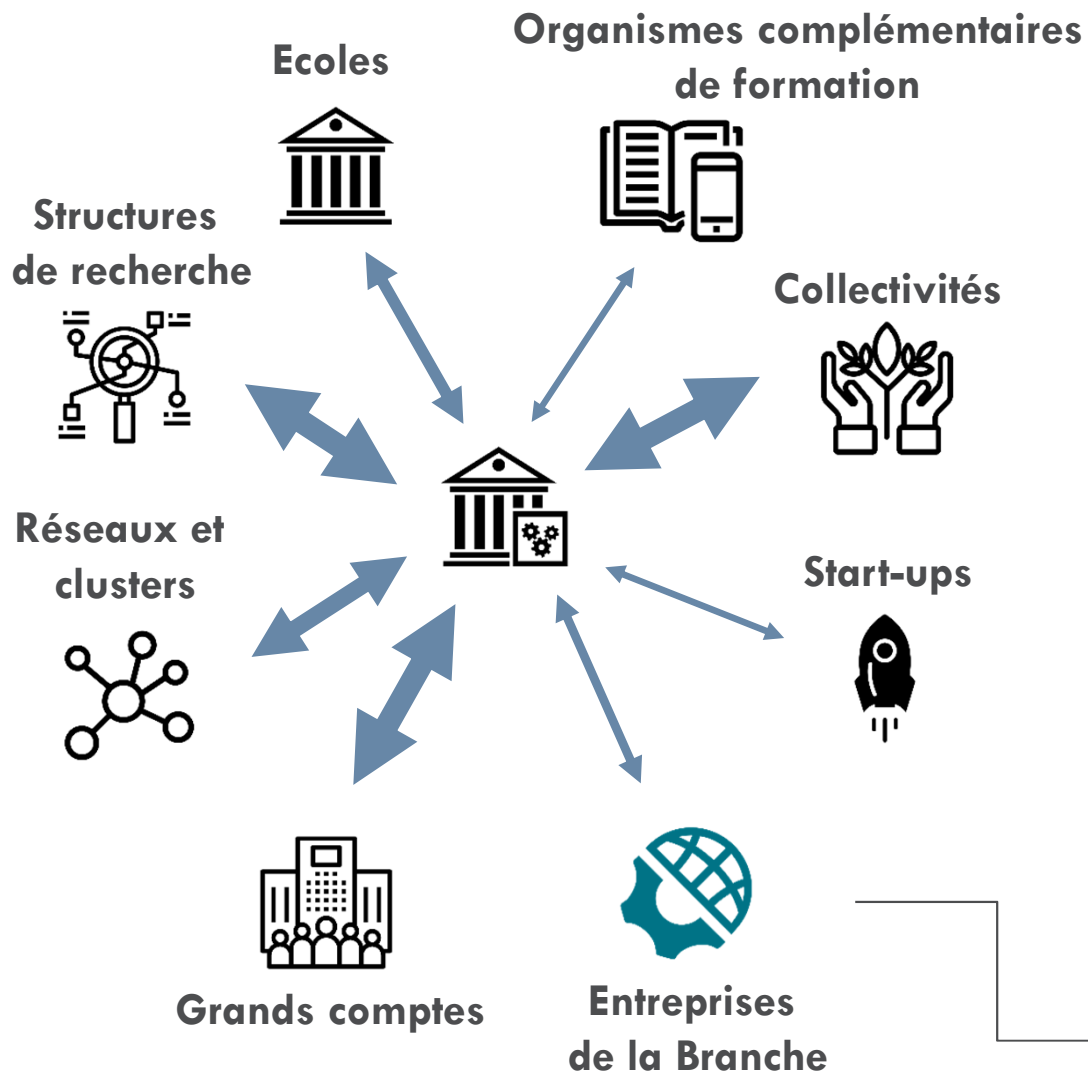 Ecoles
Organismes complémentaires
de formation
Structures
de recherche
Collectivités
Réseaux et
clusters
Start-ups
Grands comptes
Entreprises
de la Branche